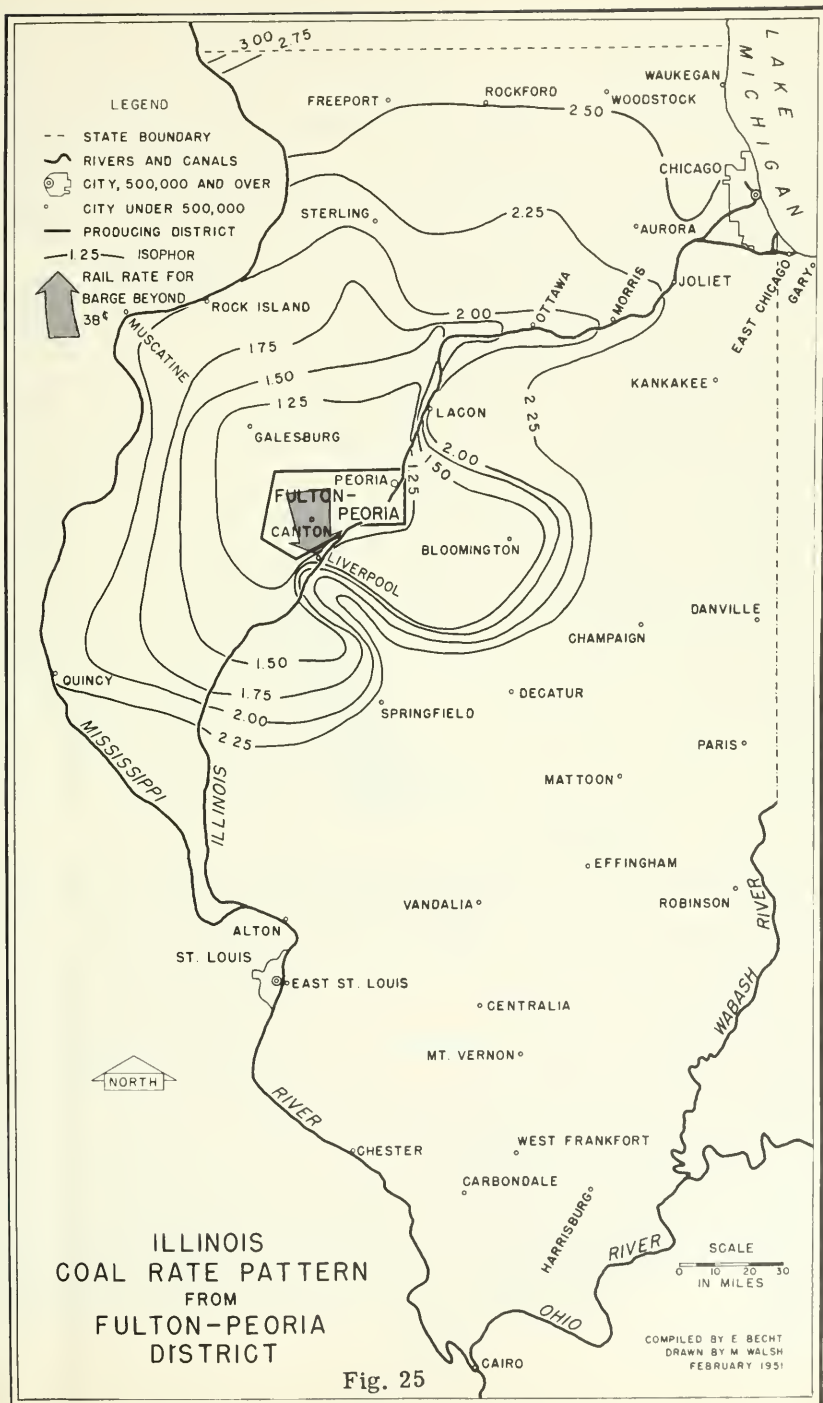 3.00 2.75
LAKE
MICHIGAN
WAUKEGAN
LEGEND
FREEPORT
ROCKFORD
WOODSTOCK
2.50
STATE BOUNDARY
RIVERS AND CANALS
CITY, 500,000 AND OVER
CITY UNDER 500,000
PRODUCING DISTRICT
1.25 ISOPHOR
RAIL RATE FOR
BARGE BEYOND
38¢
CHICAGO
STERLING
2.25
AURORA
EAST CHICAGO
GARY
JOLIET
MORRIS
OTTAWA
2.00
ROCK ISLAND
MUSCATINE
1.75
1.50
1.25
KANKAKEE
2.25
LACON
2.00
1.50
1.25
GALESBURG
PEORIA
FULTON-
PEORIA
CANTON
LIVERPOOL
BLOOMINGTON
DANVILLE
CHAMPAIGN
1.50
QUINCY
1.75
2.00
2.25
DECATUR
SPRINGFIELD
MISSISSIPPI
ILLINOIS
PARIS
MATTOON
EFFINGHAM
VANDALIA
ROBINSON
WABASH RIVER
ALTON
ST. LOUIS
EAST ST. LOUIS
CENTRALIA
MT. VERNON
NORTH
RIVER
CHESTER
WEST FRANKFORT
CARBONDALE
HARRISBURG
OHIO RIVER
SCALE
0 10 20 30
IN MILES
ILLINOIS
COAL RATE PATTERN
FROM
FULTON-PEORIA
DISTRICT
CAIRO
COMPILED BY E BECHT
DRAWN BY M WALSH
FEBRUARY 1951
Fig. 25